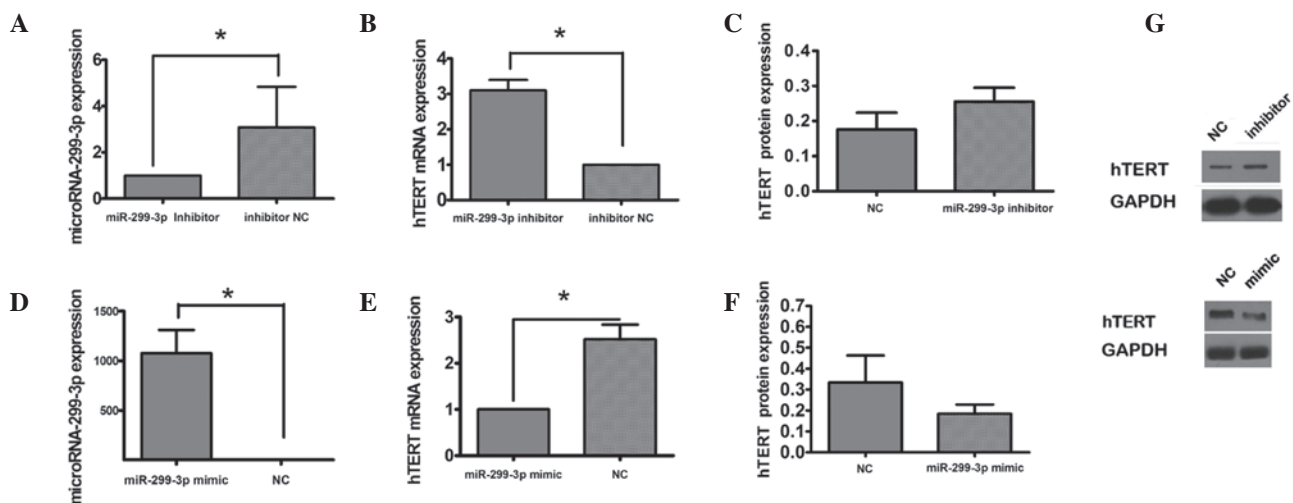 A
*
microRNA-299-3p expression
6
4
2
0
miR-299-3p Inhibitor
inhibitor NC
B
*
hTERT mRNA expression
4
3
2
1
0
miR-299-3p inhibitor
inhibitor NC
C
hTERT protein expression
0.4
0.3
0.2
0.1
0.0
NC
miR-299-3p inhibitor
G
NC
inhibitor
hTERT
GAPDH
NC
mimic
hTERT
GAPDH
D
*
microRNA-299-3p expression
1500
1000
500
miR-299-3p mimic
NC
E
*
hTERT mRNA expression
3
2
1
0
miR-299-3p mimic
NC
F
hTERT protein expression
0.7
0.6
0.5
0.4
0.3
0.2
0.1
0.0
NC
miR-299-3p mimic